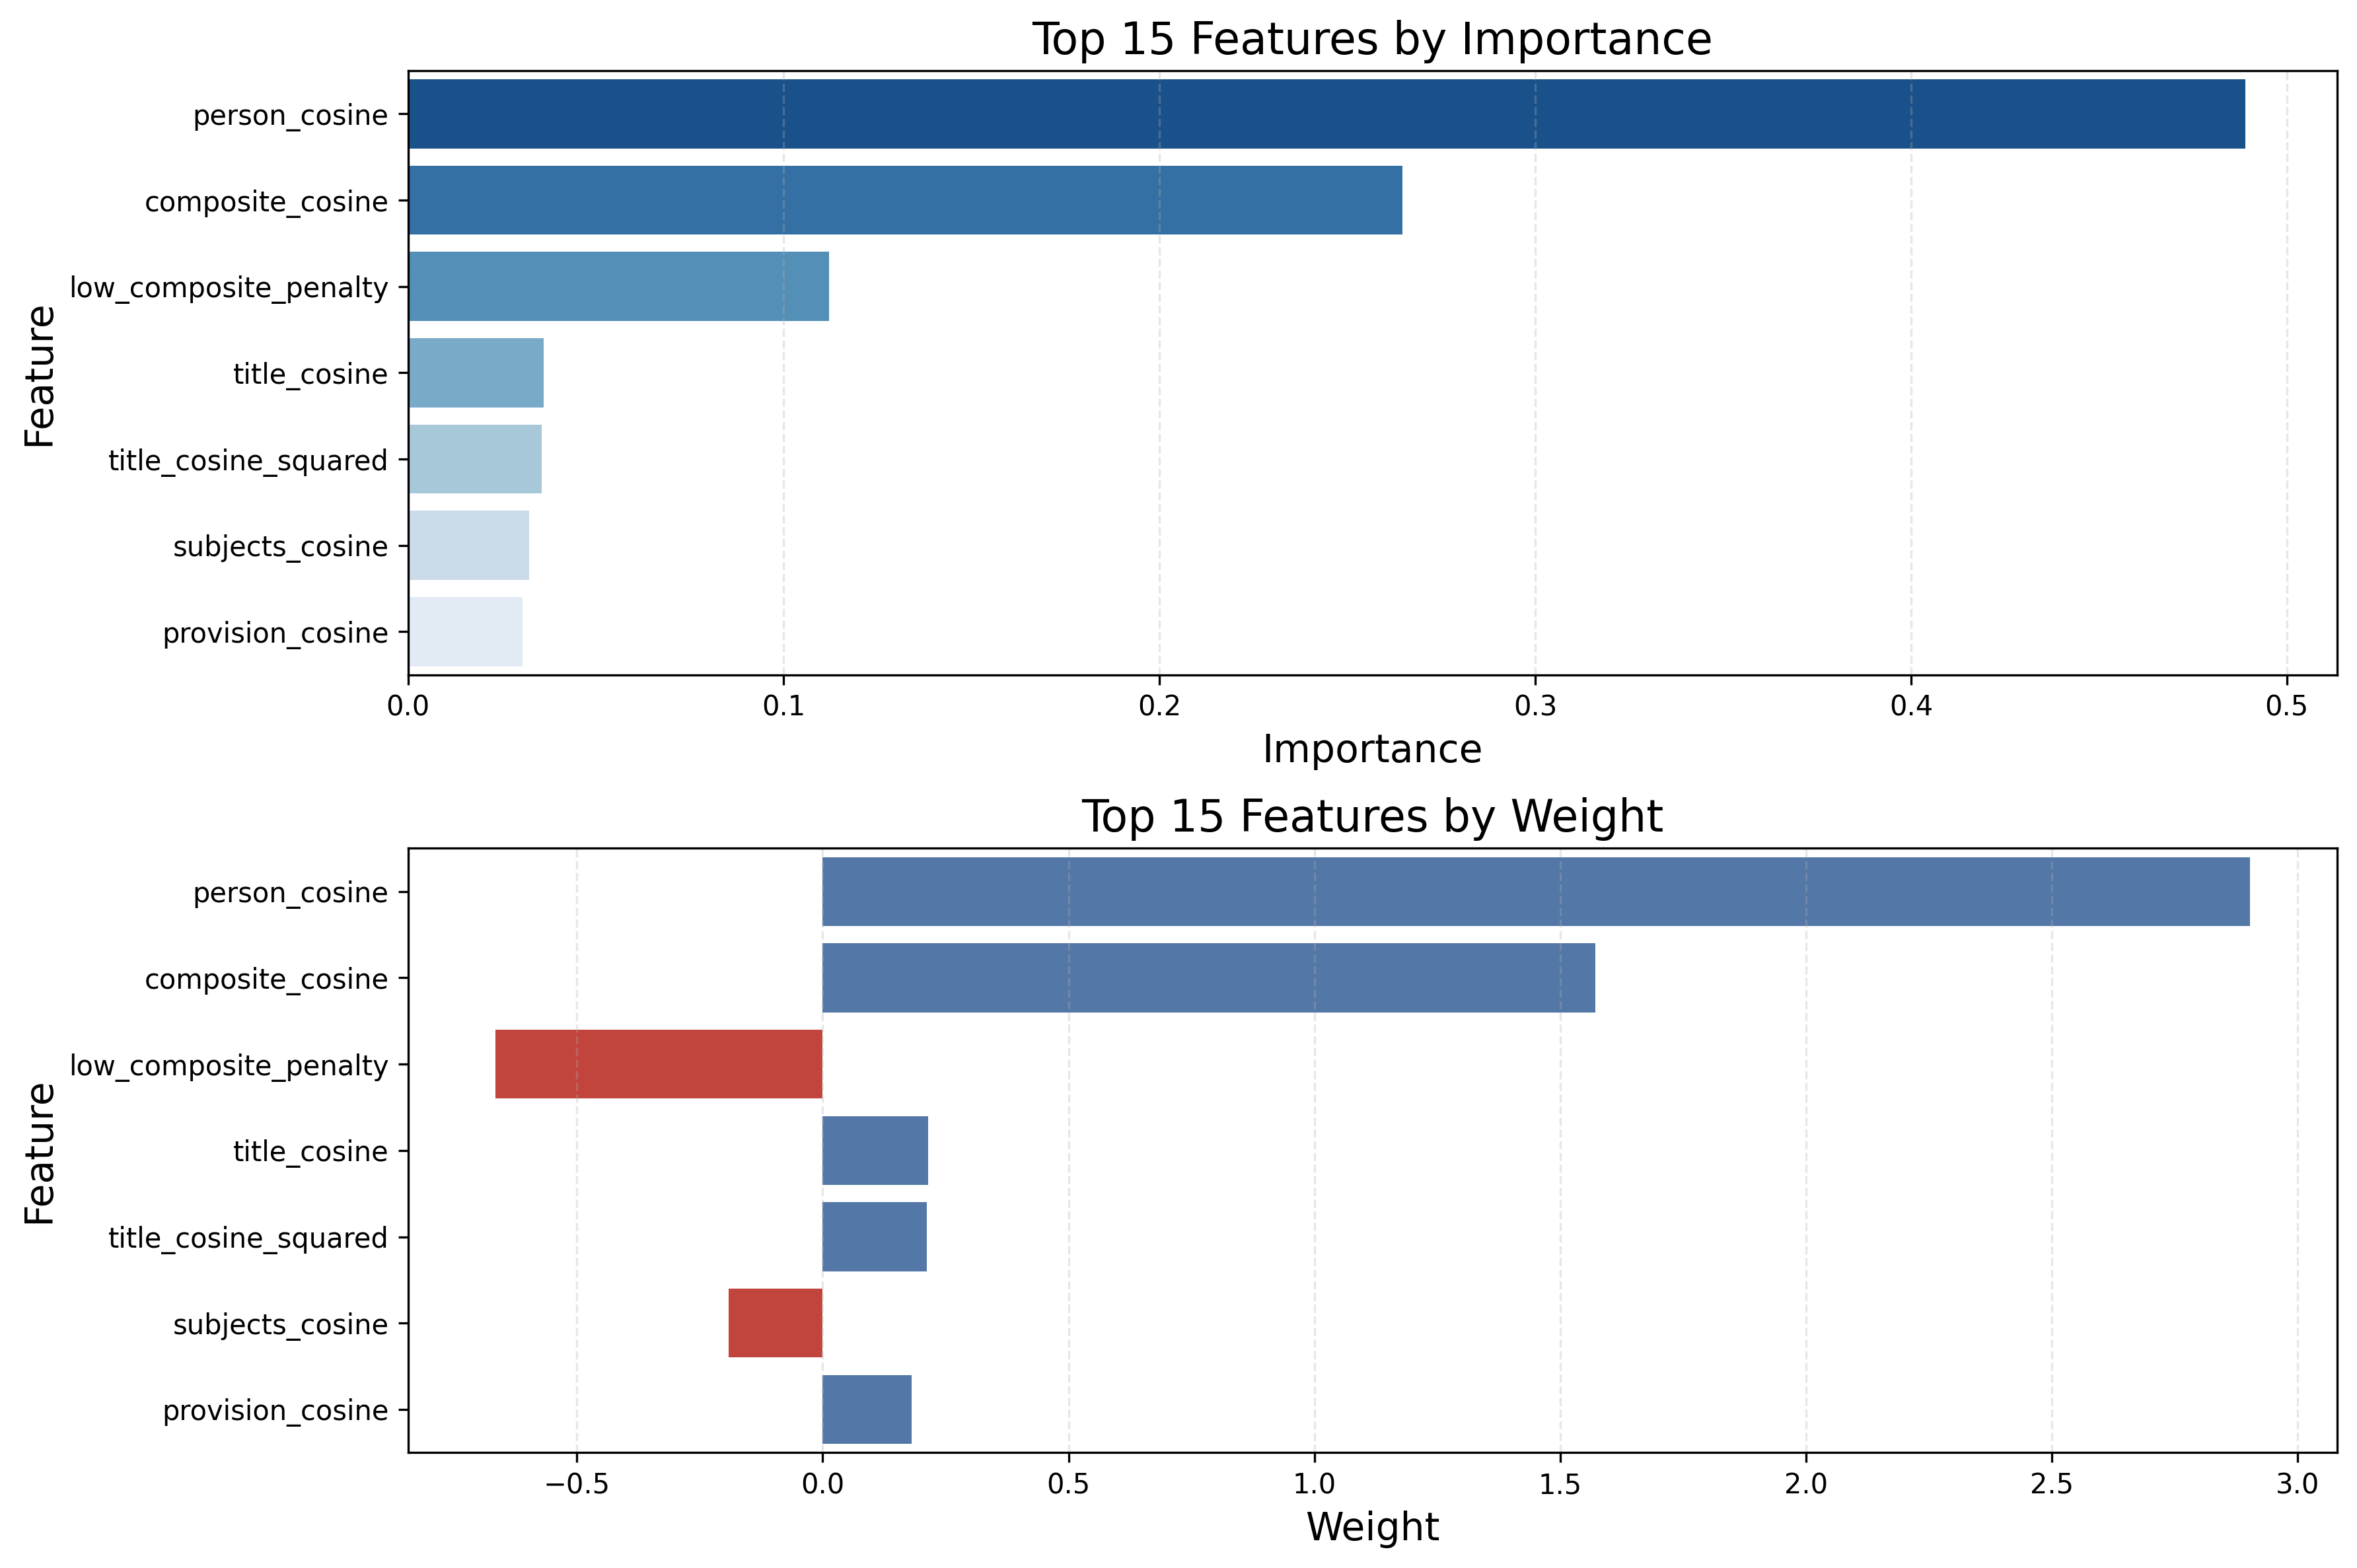 Top 15 Features by Importance
Feature
person_cosine
composite_cosine
low_composite_penalty
title_cosine
title_cosine_squared
subjects_cosine
provision_cosine
0.0 0.1 0.2 0.3 0.4 0.5
Importance
Top 15 Features by Weight
Feature
person_cosine
composite_cosine
low_composite_penalty
title_cosine
title_cosine_squared
subjects_cosine
provision_cosine
−0.5 0.0 0.5 1.0 1.5 2.0 2.5 3.0
Weight